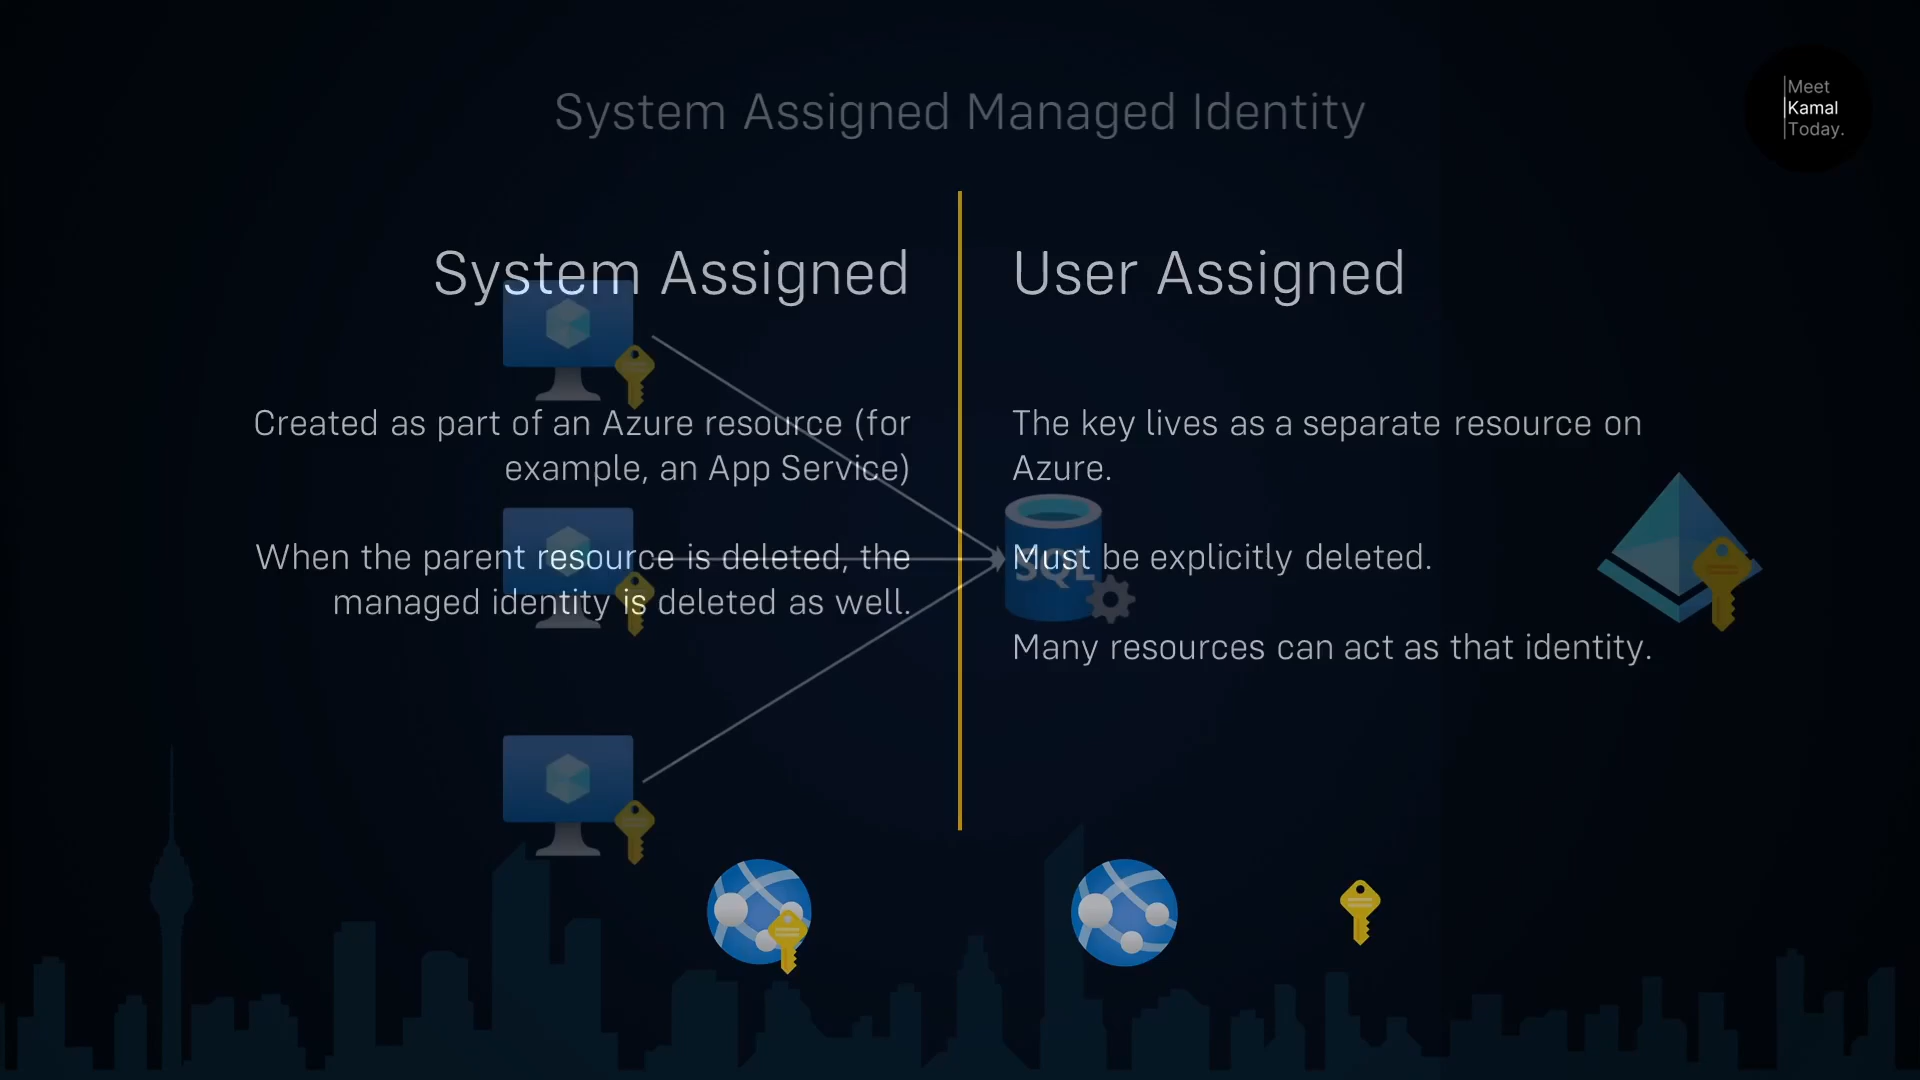 System Assigned Managed Identity
Meet
Kamal
Today.
System Assigned
Created as part of an Azure resource (for
example, an App Service)
When the parent resource is deleted, the
managed identity is deleted as well.
User Assigned
The key lives as a separate resource on
Azure.
Must be explicitly deleted.
Many resources can act as that identity.
SQL